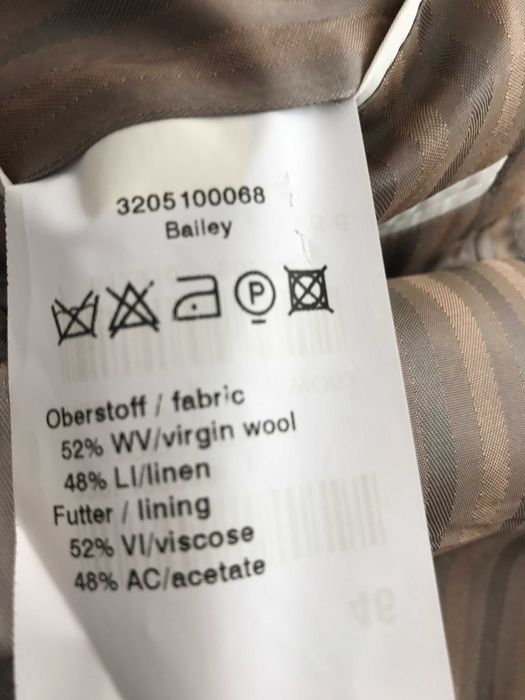 3205100068
Bailey
P
Oberstoff / fabric
52% WV/virgin wool
48% LI/linen
Futter / lining
52% VI/viscose
48% AC/acetate
46